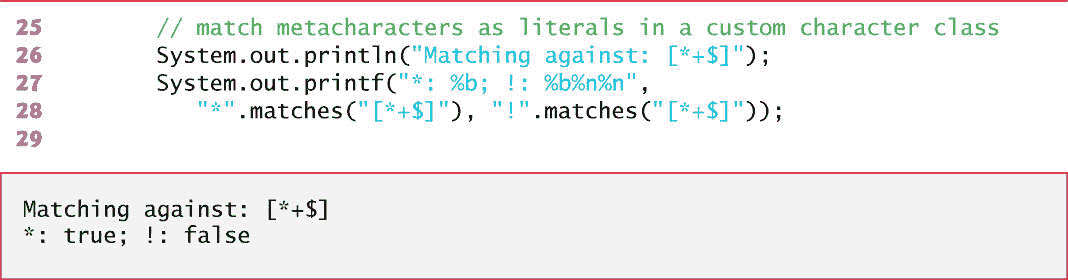 25 // match metacharacters as literals in a custom character class
26 System.out.println("Matching against: [*+$]");
27 System.out.printf("*: %b; !: %b%n%n",
28 "*".matches("[*+$]"), "!".matches("[*+$]"));
29
Matching against: [*+$]
*: true; !: false